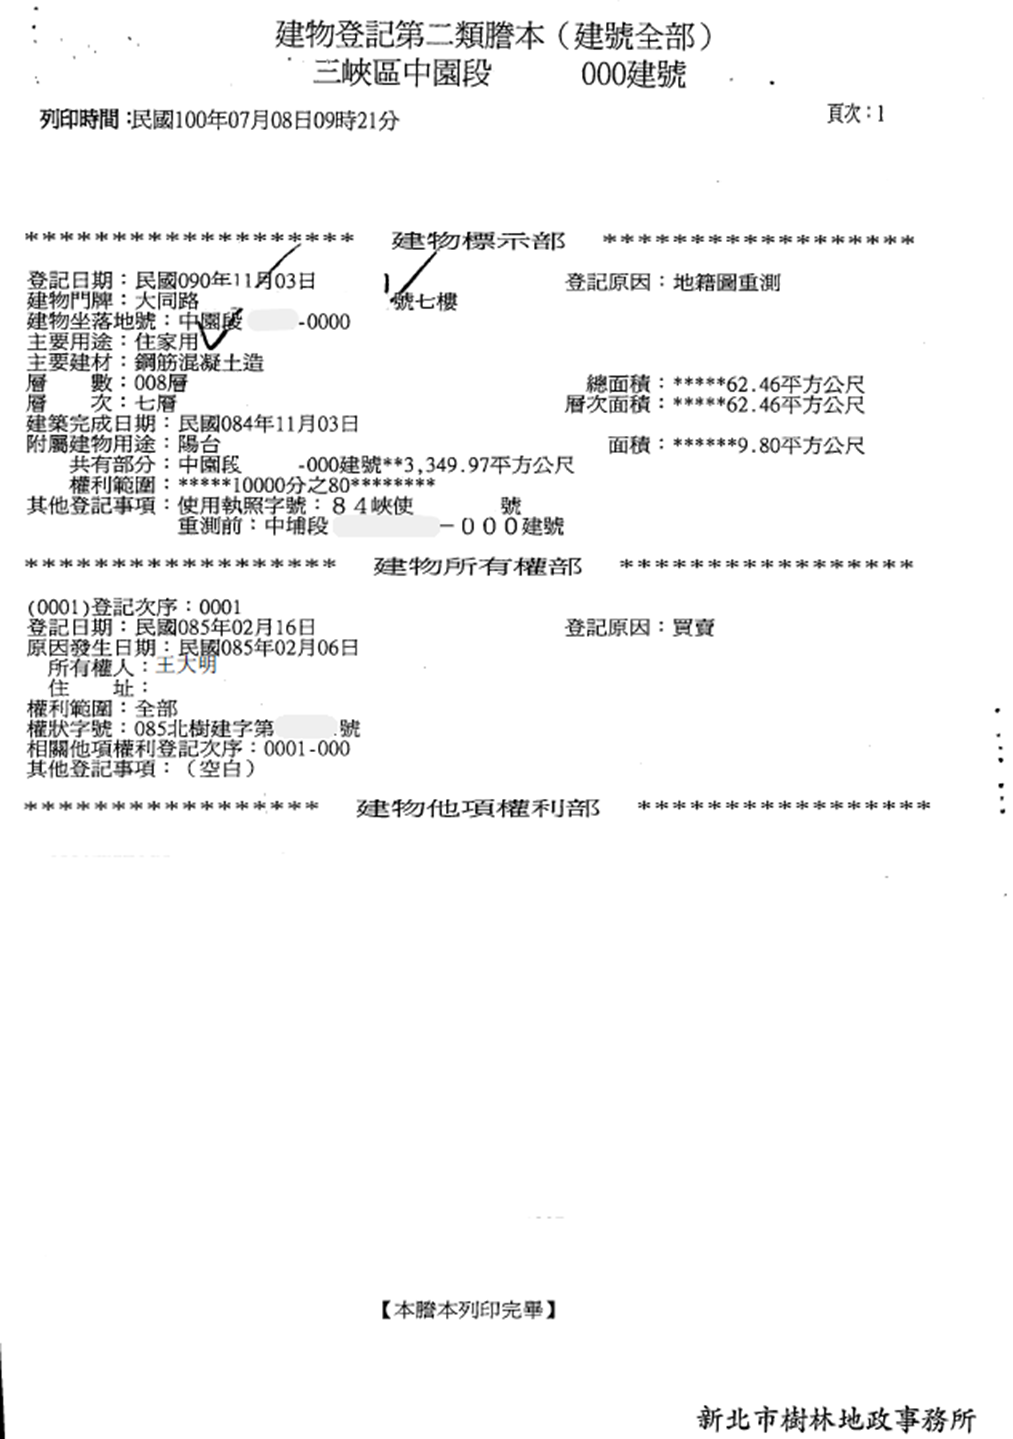 建物登記第二類謄本（建號全部）
三峽區中園段 000建號
列印時間：民國100年07月08日09時21分 頁次：1
******************* 建物標示部 ******************
登記日期：民國090年11月03日 登記原因：地籍圖重測
建物門牌：大同路 號七樓
建物坐落地號：中園段 -0000
主要用途：住家用
主要建材：鋼筋混凝土造
層 數：008層 總面積：*****62.46平方公尺
層 次：七層 層次面積：*****62.46平方公尺
建築完成日期：民國084年11月03日
附屬建物用途：陽台 面積：******9.80平方公尺
共有部分：中園段 -000建號**3,349.97平方公尺
權利範圍：*****10000分之80********
其他登記事項：使用執照字號：８４峽使 號
重測前：中埔段 －０００建號
****************** 建物所有權部 *****************
(0001)登記次序：0001
登記日期：民國085年02月16日 登記原因：買賣
原因發生日期：民國085年02月06日
所有權人：王大明
住 址：
權利範圍：全部
權狀字號：085北樹建字第 號
相關他項權利登記次序：0001-000
其他登記事項：（空白）
***************** 建物他項權利部 *****************
【本謄本列印完畢】
新北市樹林地政事務所